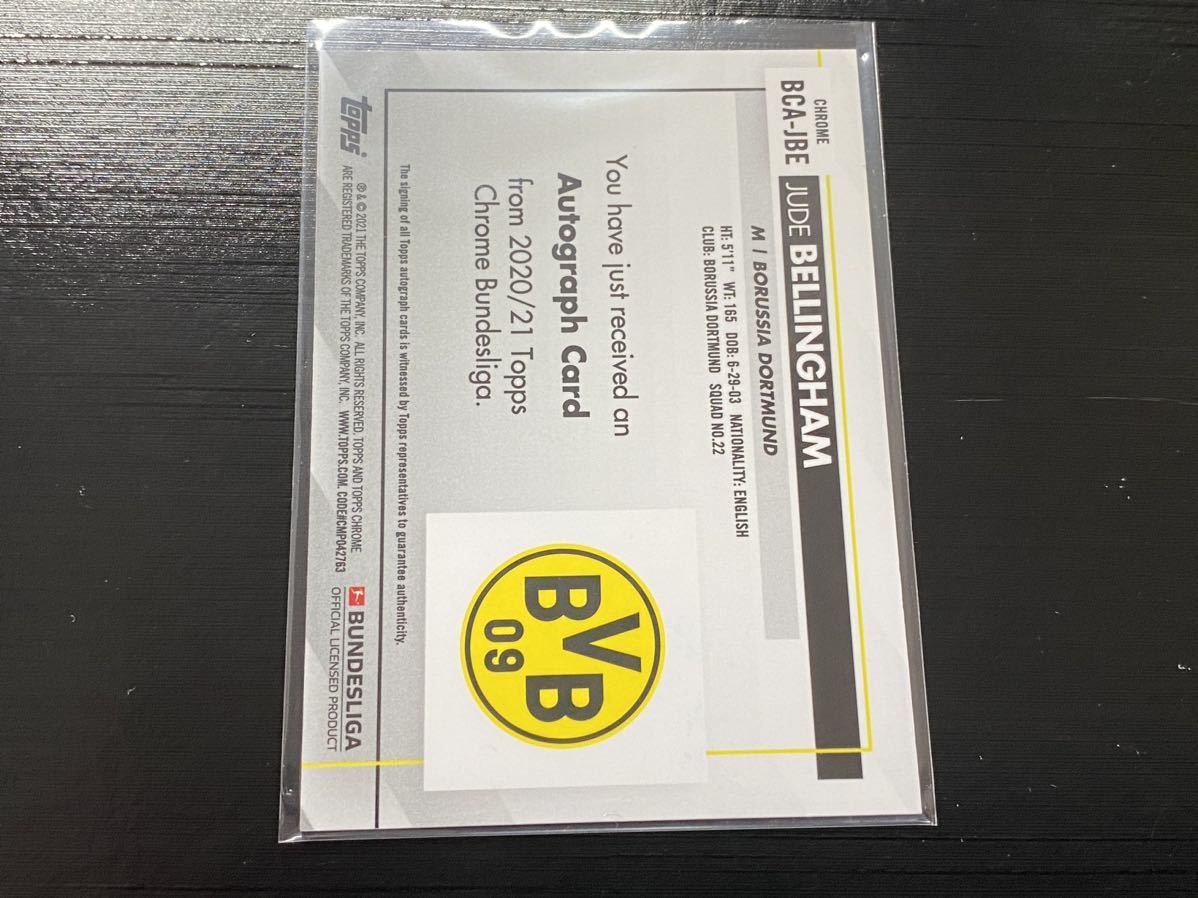 CHROME
BCA-JBE
JUDE BELLINGHAM
M | BORUSSIA DORTMUND
HT: 5'11" WT: 165 DOB: 6-29-03 NATIONALITY: ENGLISH
CLUB: BORUSSIA DORTMUND SQUAD NO.22
You have just received an
Autograph Card
from 2020/21 Topps
Chrome Bundesliga.
BVB
09
The signing of all Topps autograph cards is witnessed by Topps representatives to guarantee authenticity.
topps
® & © 2021 THE TOPPS COMPANY, INC. ALL RIGHTS RESERVED. TOPPS AND TOPPS CHROME
ARE REGISTERED TRADEMARKS OF THE TOPPS COMPANY, INC. WWW.TOPPS.COM. CODE#CMP042763
BUNDESLIGA
OFFICIAL LICENSED PRODUCT